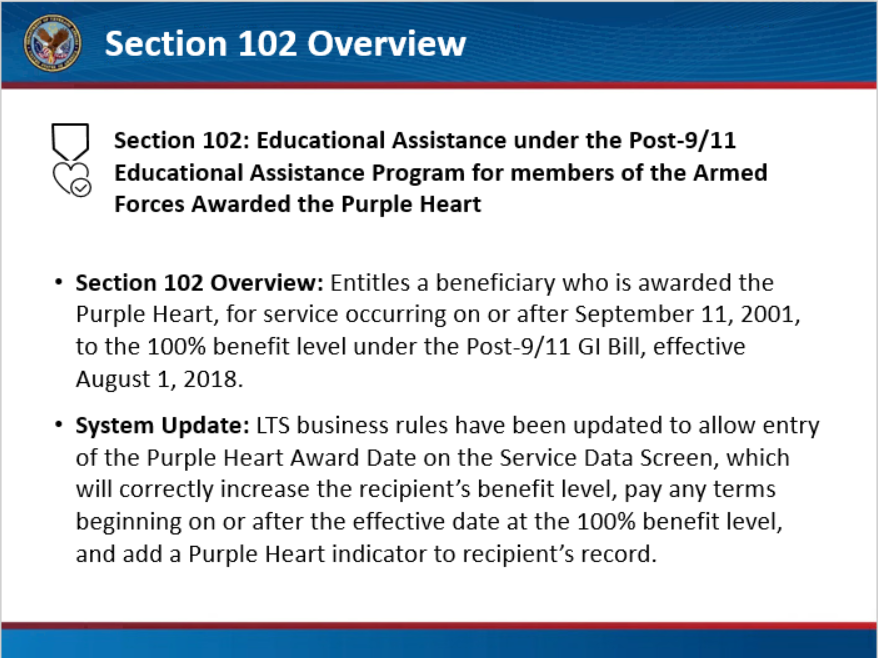 Section 102 Overview
Section 102: Educational Assistance under the Post-9/11
Educational Assistance Program for members of the Armed
Forces Awarded the Purple Heart
• Section 102 Overview: Entitles a beneficiary who is awarded the
Purple Heart, for service occurring on or after September 11, 2001,
to the 100% benefit level under the Post-9/11 GI Bill, effective
August 1, 2018.
• System Update: LTS business rules have been updated to allow entry
of the Purple Heart Award Date on the Service Data Screen, which
will correctly increase the recipient’s benefit level, pay any terms
beginning on or after the effective date at the 100% benefit level,
and add a Purple Heart indicator to recipient’s record.